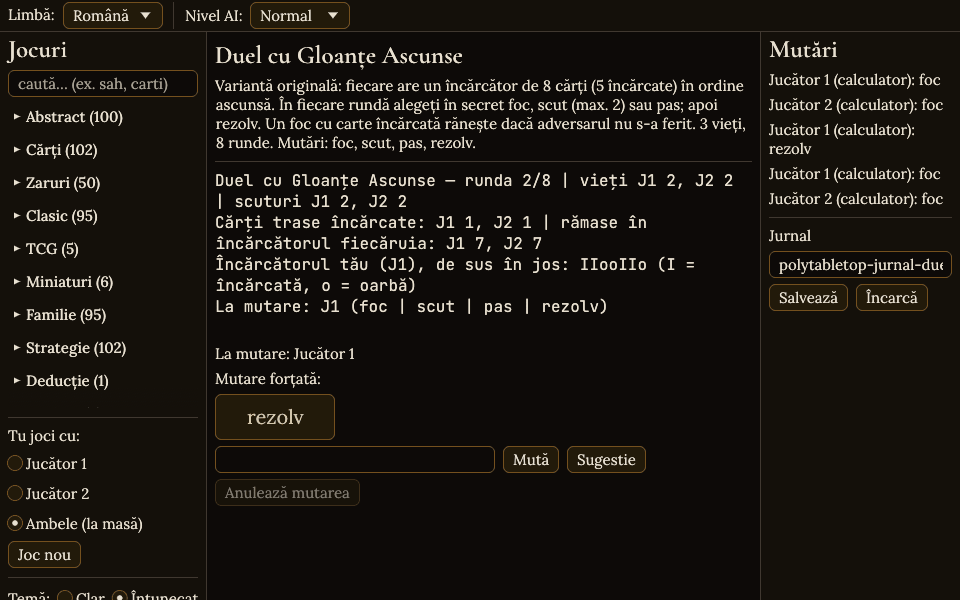 Limbă: Română ▼ Nivel AI: Normal ▼
Jocuri
caută... (ex. sah, carti)
▸ Abstract (100)
▸ Cărți (102)
▸ Zaruri (50)
▸ Clasic (95)
▸ TCG (5)
▸ Miniaturi (6)
▸ Familie (95)
▸ Strategie (102)
▸ Deducție (1)
Tu joci cu:
Jucător 1
Jucător 2
Ambele (la masă)
Joc nou
Temă: Clar Întunecat
Duel cu Gloanțe Ascunse
Variantă originală: fiecare are un încărcător de 8 cărți (5 încărcate) în ordine
ascunsă. În fiecare rundă alegeți în secret foc, scut (max. 2) sau pas; apoi
rezolv. Un foc cu carte încărcată rănește dacă adversarul nu s-a ferit. 3 vieți,
8 runde. Mutări: foc, scut, pas, rezolv.
Duel cu Gloanțe Ascunse — runda 2/8 | vieți J1 2, J2 2
| scuturi J1 2, J2 2
Cărți trase încărcate: J1 1, J2 1 | rămase în
încărcătorul fiecăruia: J1 7, J2 7
Încărcătorul tău (J1), de sus în jos: IIooIIo (I =
încărcată, o = oarbă)
La mutare: J1 (foc | scut | pas | rezolv)
La mutare: Jucător 1
Mutare forțată:
rezolv
Mută Sugestie
Anulează mutarea
Mutări
Jucător 1 (calculator): foc
Jucător 2 (calculator): foc
Jucător 1 (calculator):
rezolv
Jucător 1 (calculator): foc
Jucător 2 (calculator): foc
Jurnal
polytabletop-jurnal-due
Salvează Încarcă